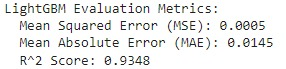 LightGBM Evaluation Metrics:
Mean Squared Error (MSE): 0.0005
Mean Absolute Error (MAE): 0.0145
R^2 Score: 0.9348